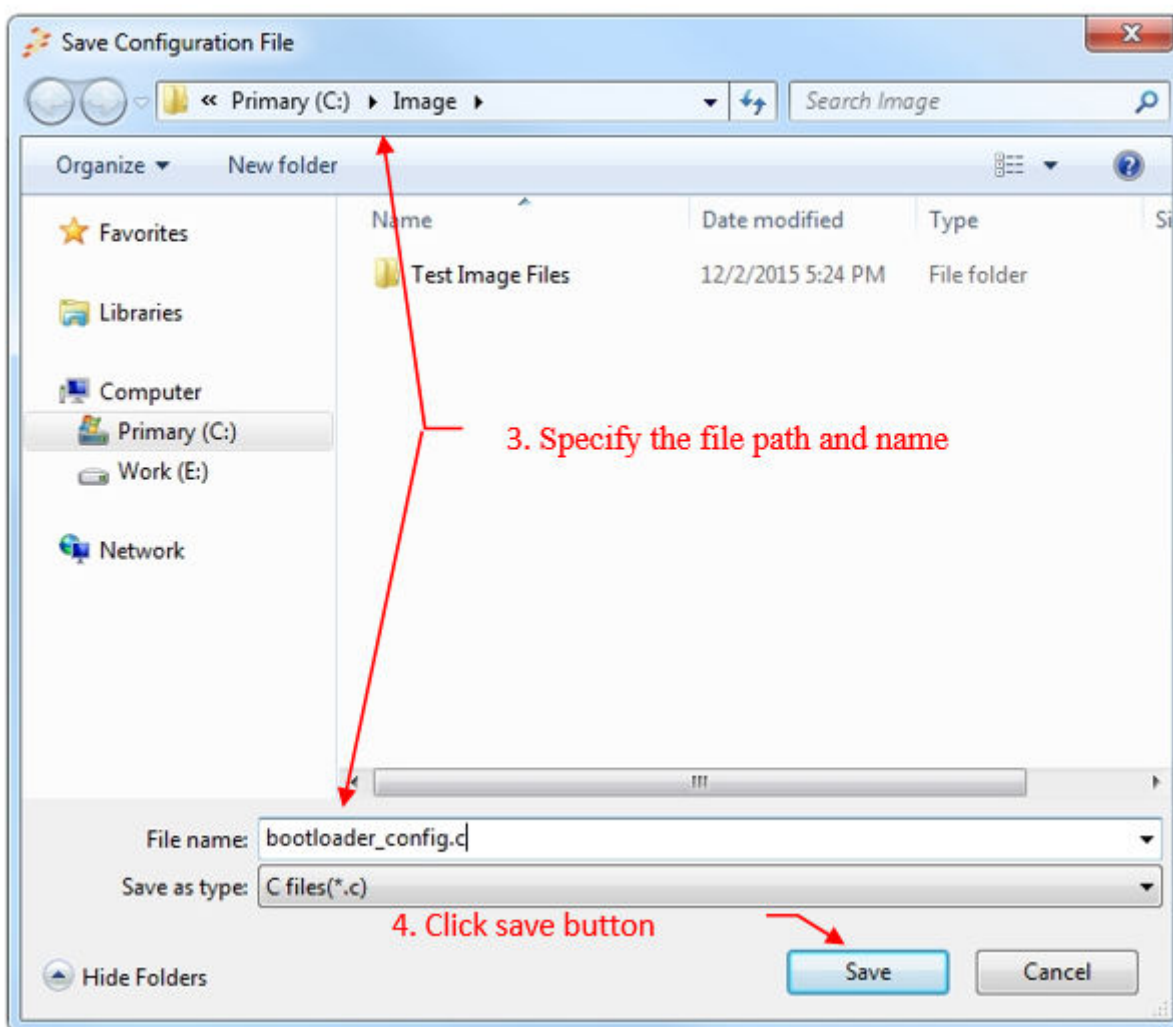 Save Configuration File
« Primary (C:) ▸ Image ▸
Search Image
Organize
New folder
Favorites
Libraries
Computer
Primary (C:)
Work (E:)
Network
Name
Date modified
Type
Si
Test Image Files
12/2/2015 5:24 PM
File folder
3. Specify the file path and name
File name: bootloader_config.c
Save as type: C files(*.c)
4. Click save button
Hide Folders
Save
Cancel